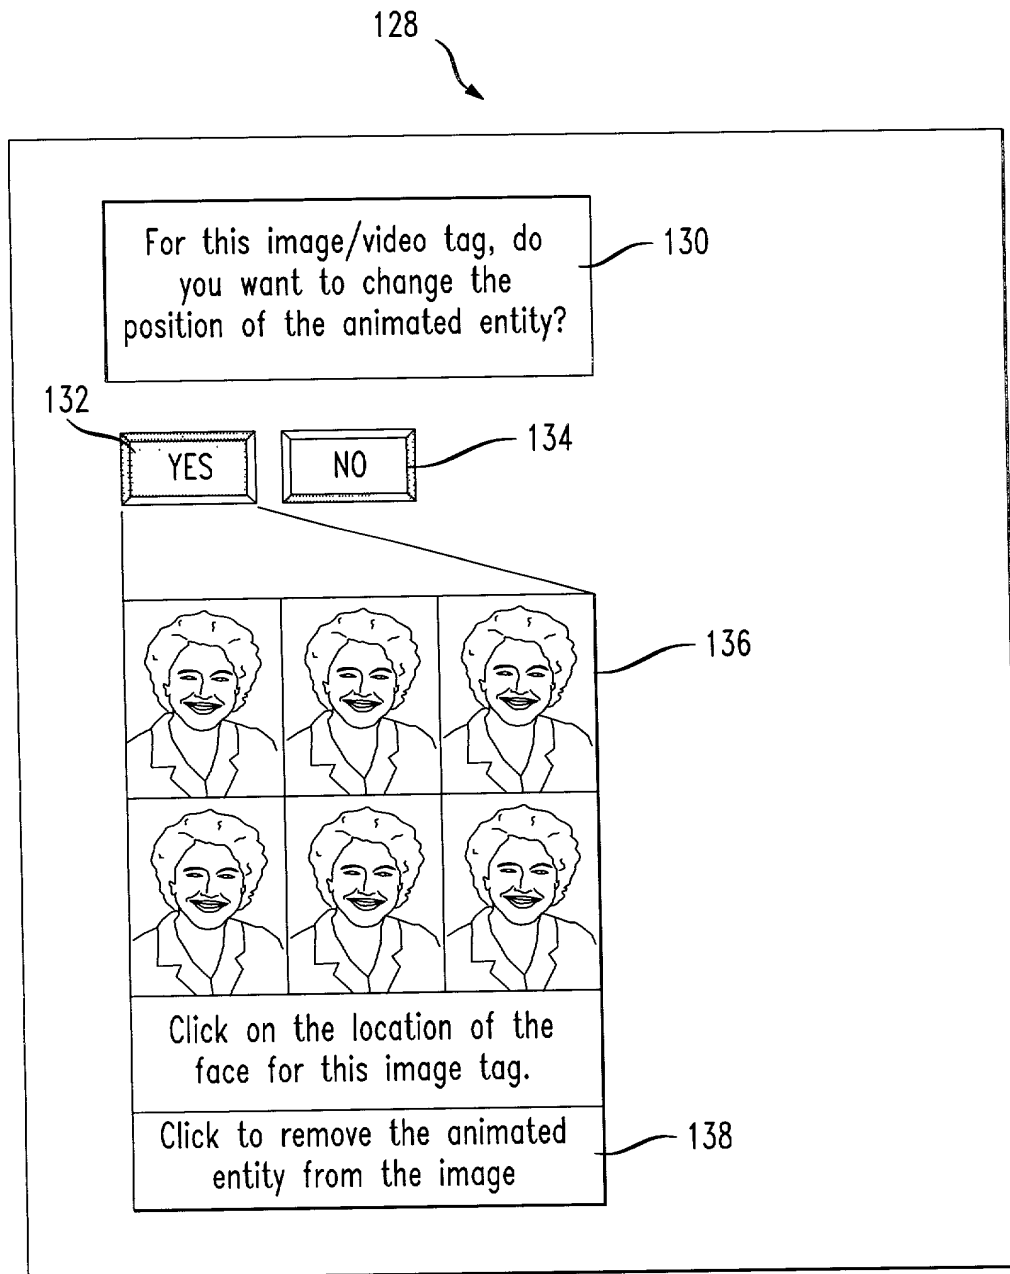 128
For this image/video tag, do
you want to change the
position of the animated entity?
130
132
YES
NO
134
136
Click on the location of the
face for this image tag.
Click to remove the animated
entity from the image
138